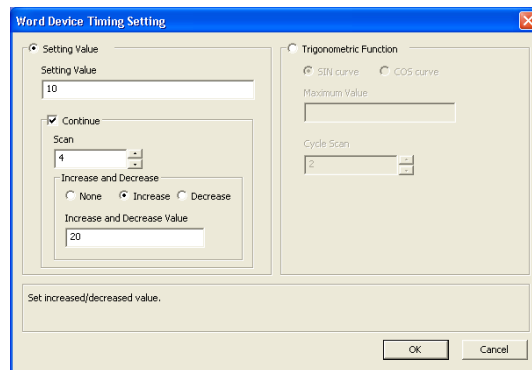 Word Device Timing Setting
Setting Value
Setting Value
10
Continue
Scan
4
Increase and Decrease
None Increase Decrease
Increase and Decrease Value
20
Trigonometric Function
SIN curve COS curve
Maximum Value
Cycle Scan
2
Set increased/decreased value.
OK Cancel